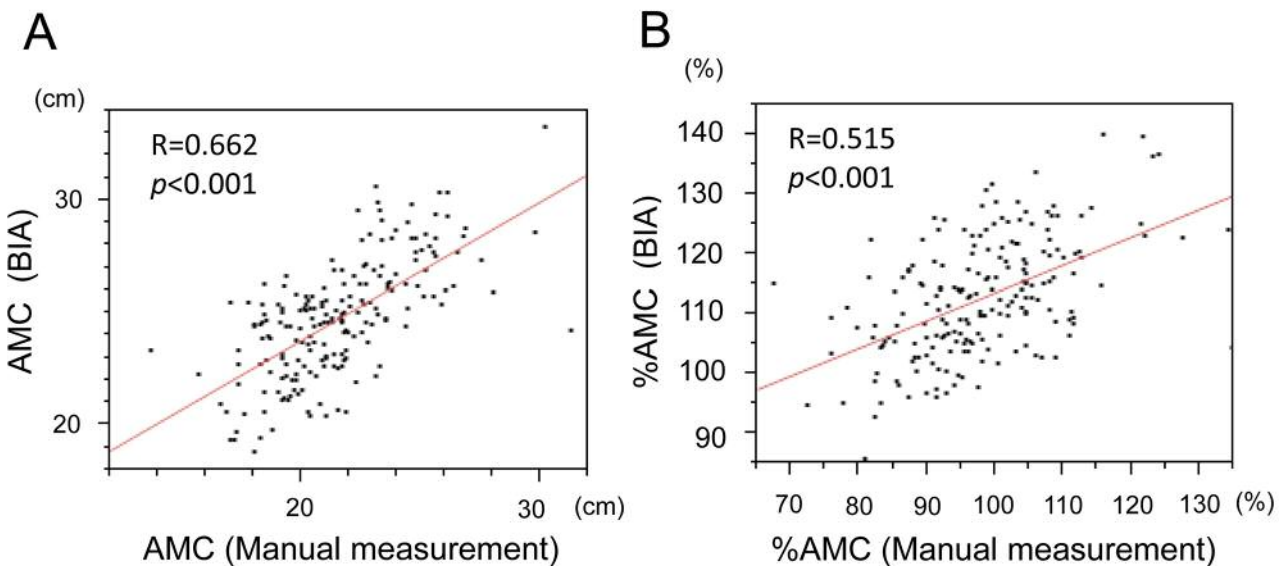 A
(cm)
R=0.662
p<0.001
30
20
AMC (BIA)
20
30
(cm)
AMC (Manual measurement)
B
(%)
R=0.515
p<0.001
140
130
120
110
100
90
%AMC (BIA)
70
80
90
100
110
120
130
(%)
%AMC (Manual measurement)